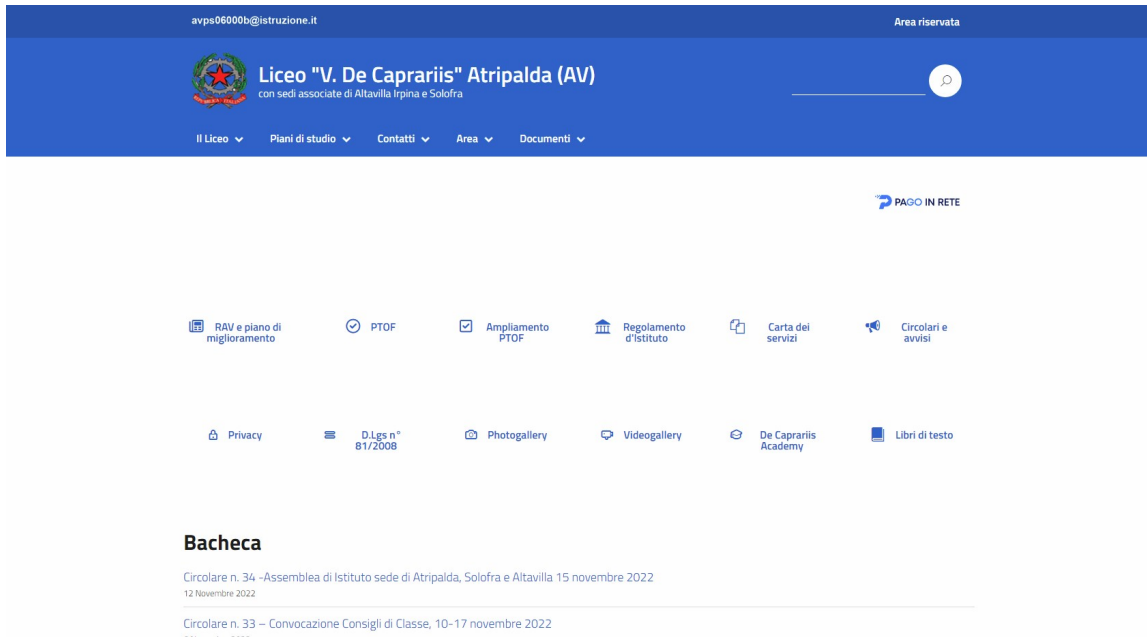 avps06000b@istruzione.it
Area riservata
Liceo "V. De Caprariis" Atripalda (AV)
con sedi associate di Altavilla Irpina e Solofra
Il Liceo
Piani di studio
Contatti
Area
Documenti
PAGO IN RETE
RAV e piano di
miglioramento
PTOF
Ampliamento
PTOF
Regolamento
d'Istituto
Carta dei
servizi
Circolari e
avvisi
Privacy
D.Lgs n°
81/2008
Photogallery
Videogallery
De Caprariis
Academy
Libri di testo
Bacheca
Circolare n. 34 -Assemblea di Istituto sede di Atripalda, Solofra e Altavilla 15 novembre 2022
12 Novembre 2022
Circolare n. 33 – Convocazione Consigli di Classe, 10-17 novembre 2022